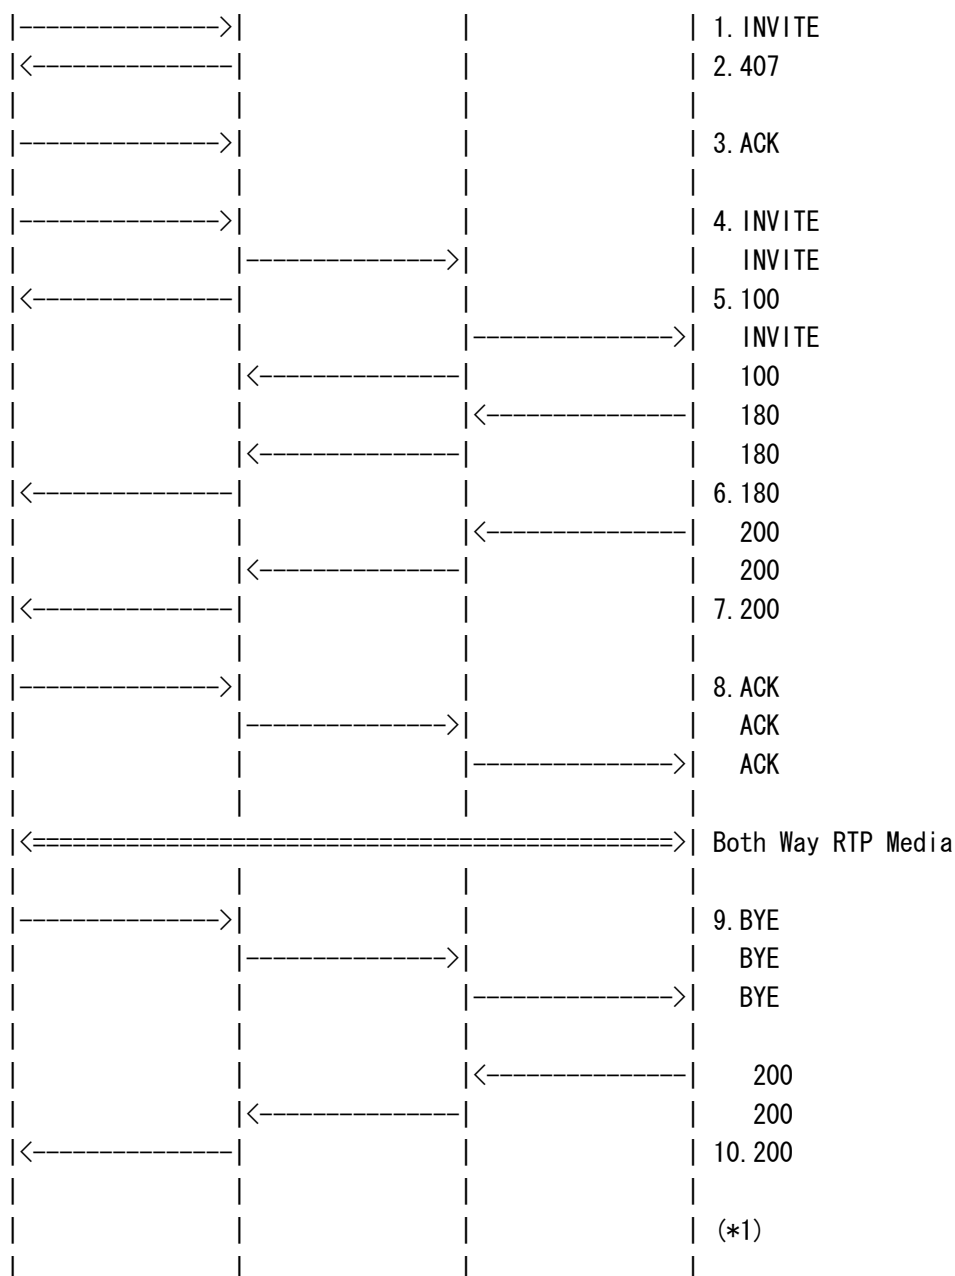 1. INVITE
2. 407
3. ACK
4. INVITE
INVITE
5. 100
INVITE
100
180
180
6. 180
200
200
7. 200
8. ACK
ACK
ACK
Both Way RTP Media
9. BYE
BYE
BYE
200
200
10. 200
(*1)